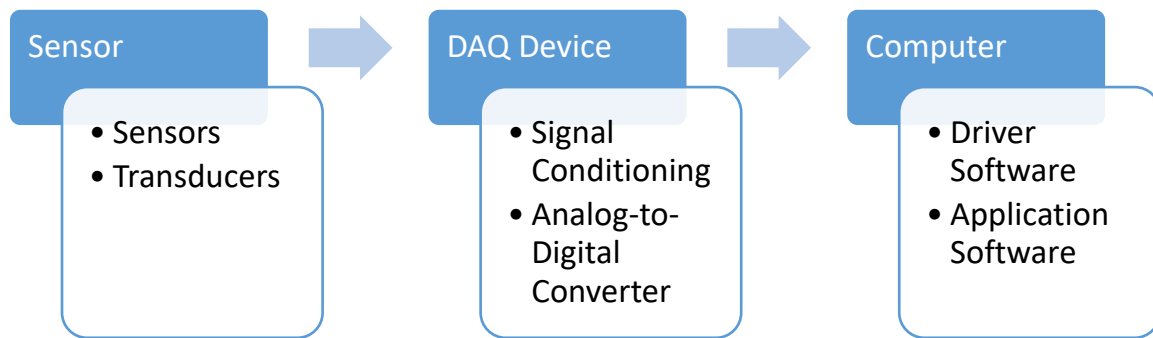 Sensor
• Sensors
• Transducers
DAQ Device
• Signal
Conditioning
• Analog-to-
Digital
Converter
Computer
• Driver
Software
• Application
Software